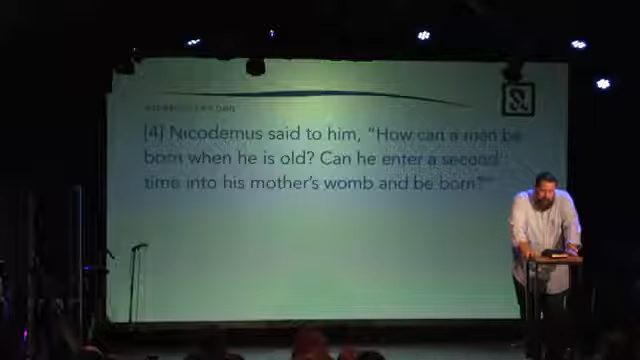 [4] Nicodemus said to him, “How can a man be
born when he is old? Can he enter a second
time into his mother’s womb and be born?”